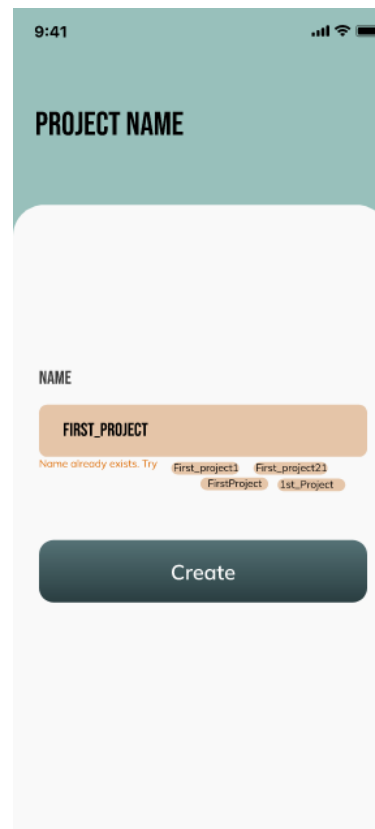 9:41
PROJECT NAME
NAME
FIRST_PROJECT
Name already exists. Try First_project1 First_project21
FirstProject 1st_Project
Create